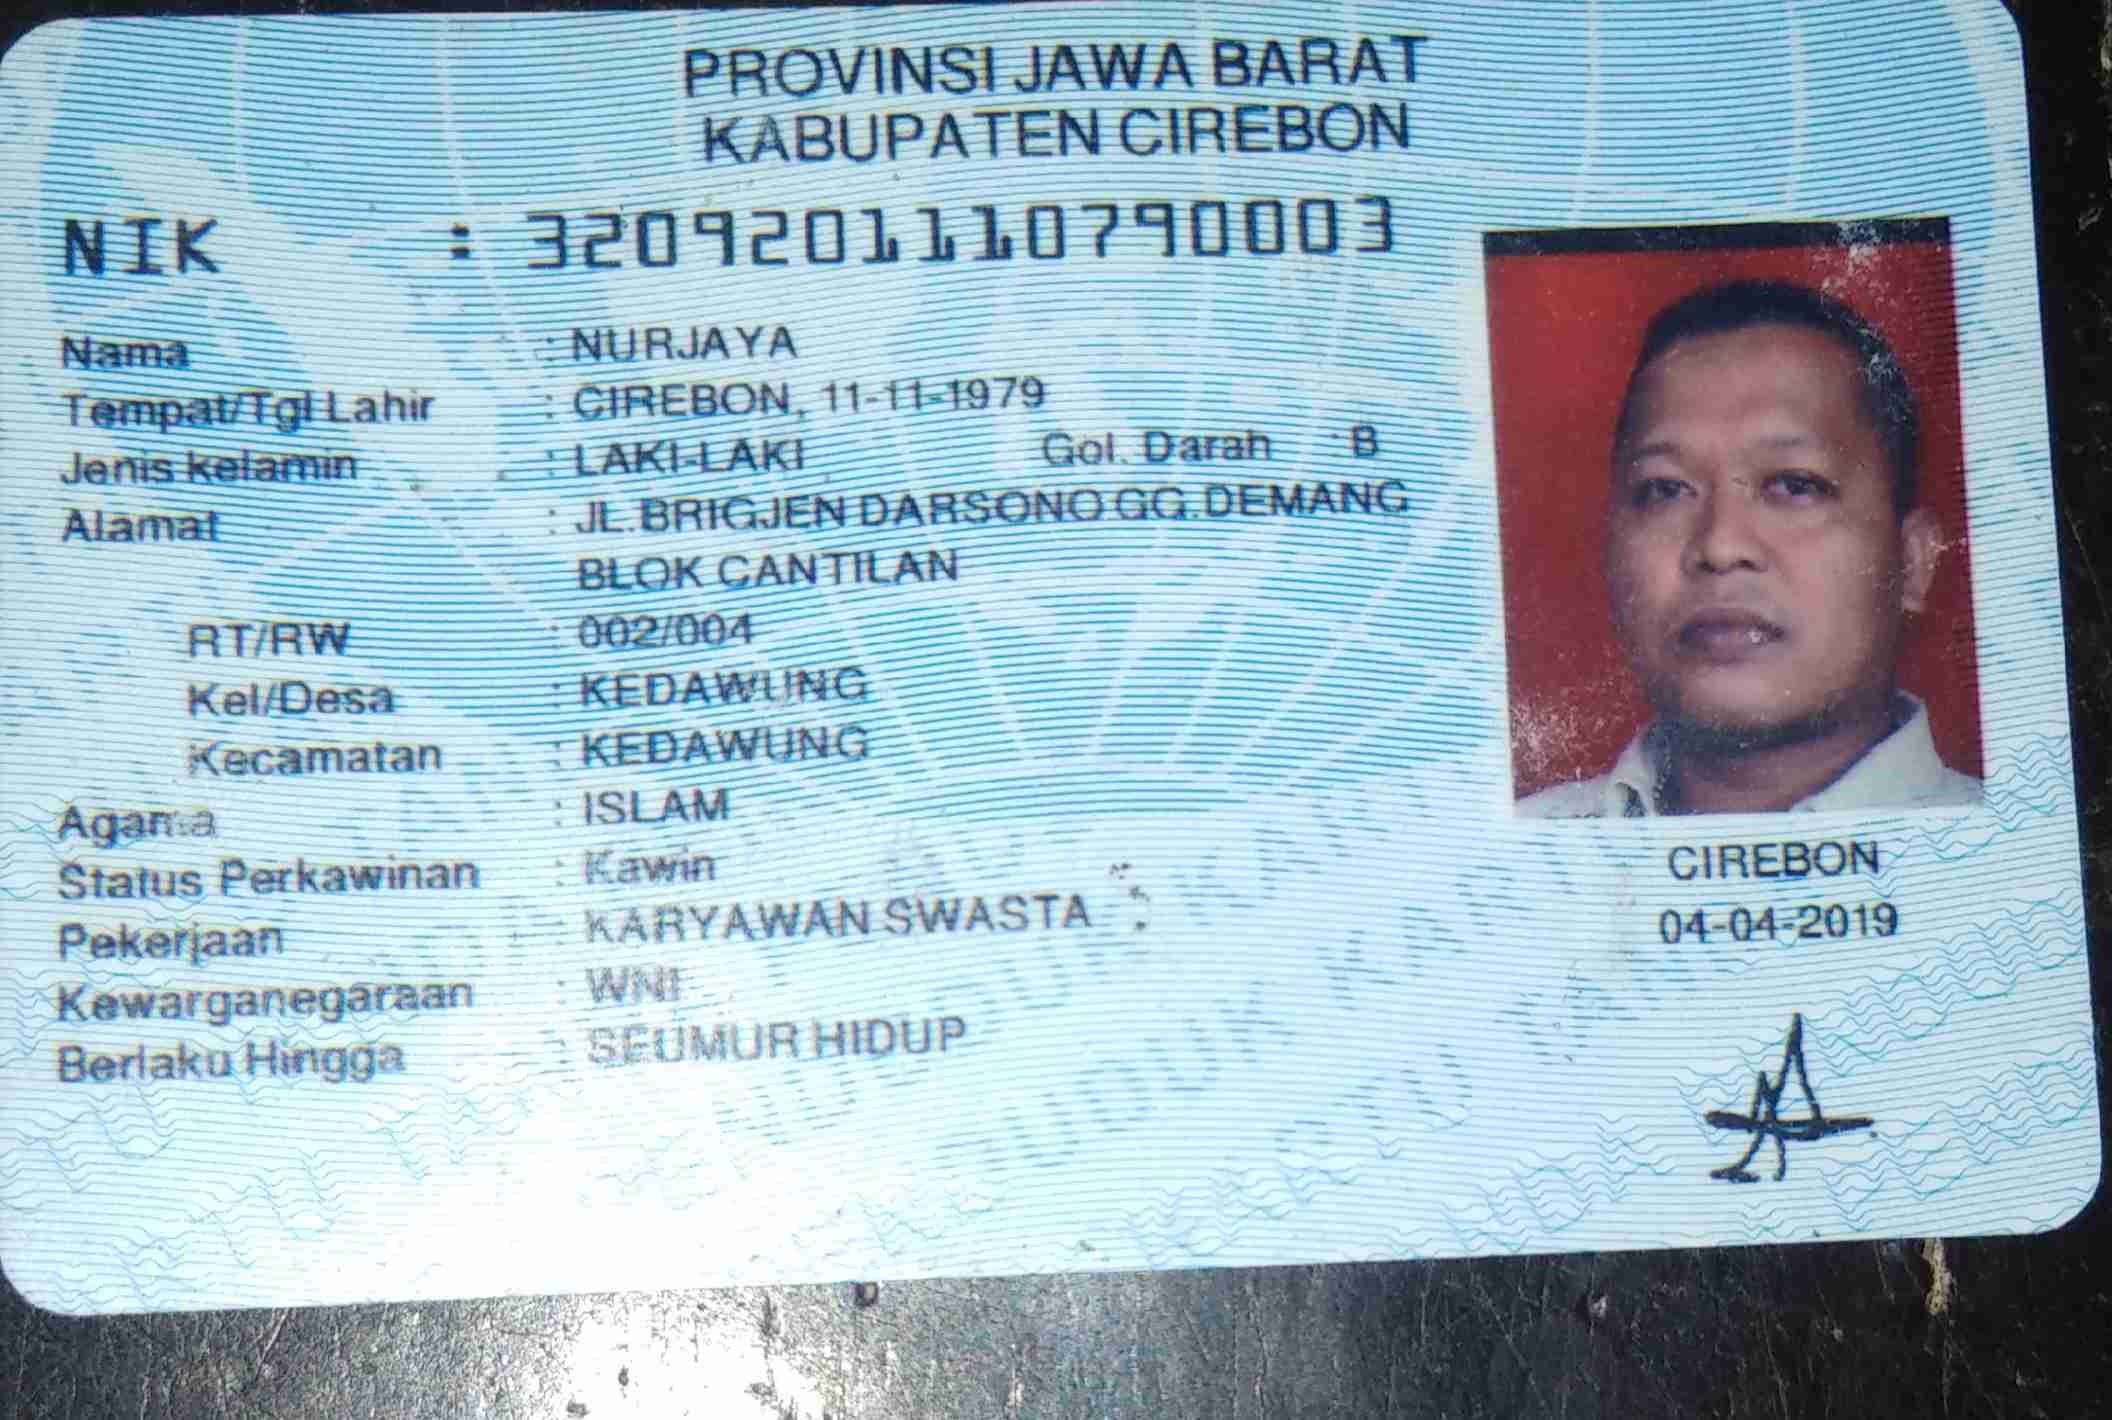 PROVINSI JAWA BARAT
KABUPATEN CIREBON
NIK : 3209201111790003
Nama : NURJAYA
Tempat/Tgl Lahir : CIREBON, 11-11-1979
Jenis kelamin : LAKI-LAKI Gol. Darah : B
Alamat : JL.BRIGJEN DARSONO GG.DEMANG
BLOK CANTILAN
RT/RW : 002/004
Kel/Desa : KEDAWUNG
Kecamatan : KEDAWUNG
Agama : ISLAM
Status Perkawinan : Kawin
Pekerjaan : KARYAWAN SWASTA
Kewarganegaraan : WNI
Berlaku Hingga : SEUMUR HIDUP
CIREBON
04-04-2019